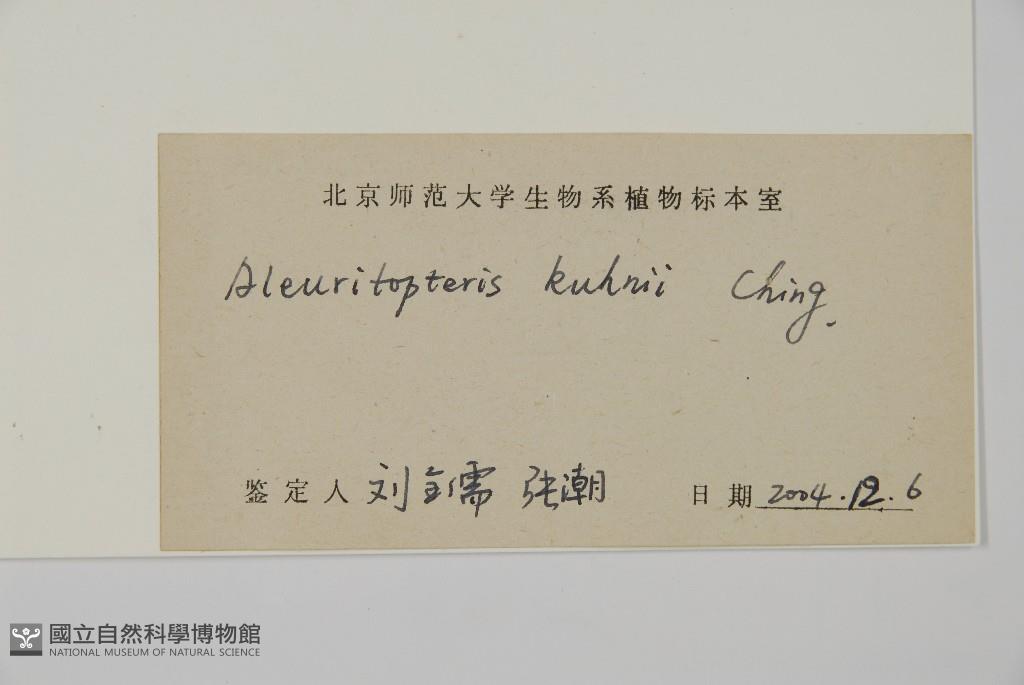 北京师范大学生物系植物标本室
Aleuritopteris kuhnii Ching.
鉴定人 刘全儒 张潮 日期 2004.12.6
國立自然科學博物館
NATIONAL MUSEUM OF NATURAL SCIENCE